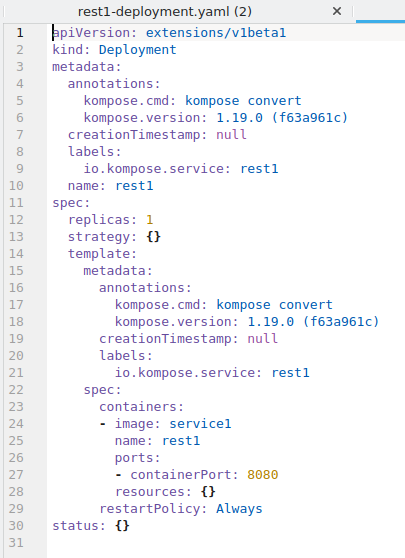 rest1-deployment.yaml (2) ×
1 apiVersion: extensions/v1beta1
2 kind: Deployment
3 metadata:
4   annotations:
5     kompose.cmd: kompose convert
6     kompose.version: 1.19.0 (f63a961c)
7   creationTimestamp: null
8   labels:
9     io.kompose.service: rest1
10   name: rest1
11 spec:
12   replicas: 1
13   strategy: {}
14   template:
15     metadata:
16       annotations:
17         kompose.cmd: kompose convert
18         kompose.version: 1.19.0 (f63a961c)
19       creationTimestamp: null
20       labels:
21         io.kompose.service: rest1
22     spec:
23       containers:
24       - image: service1
25         name: rest1
26         ports:
27         - containerPort: 8080
28         resources: {}
29       restartPolicy: Always
30 status: {}
31